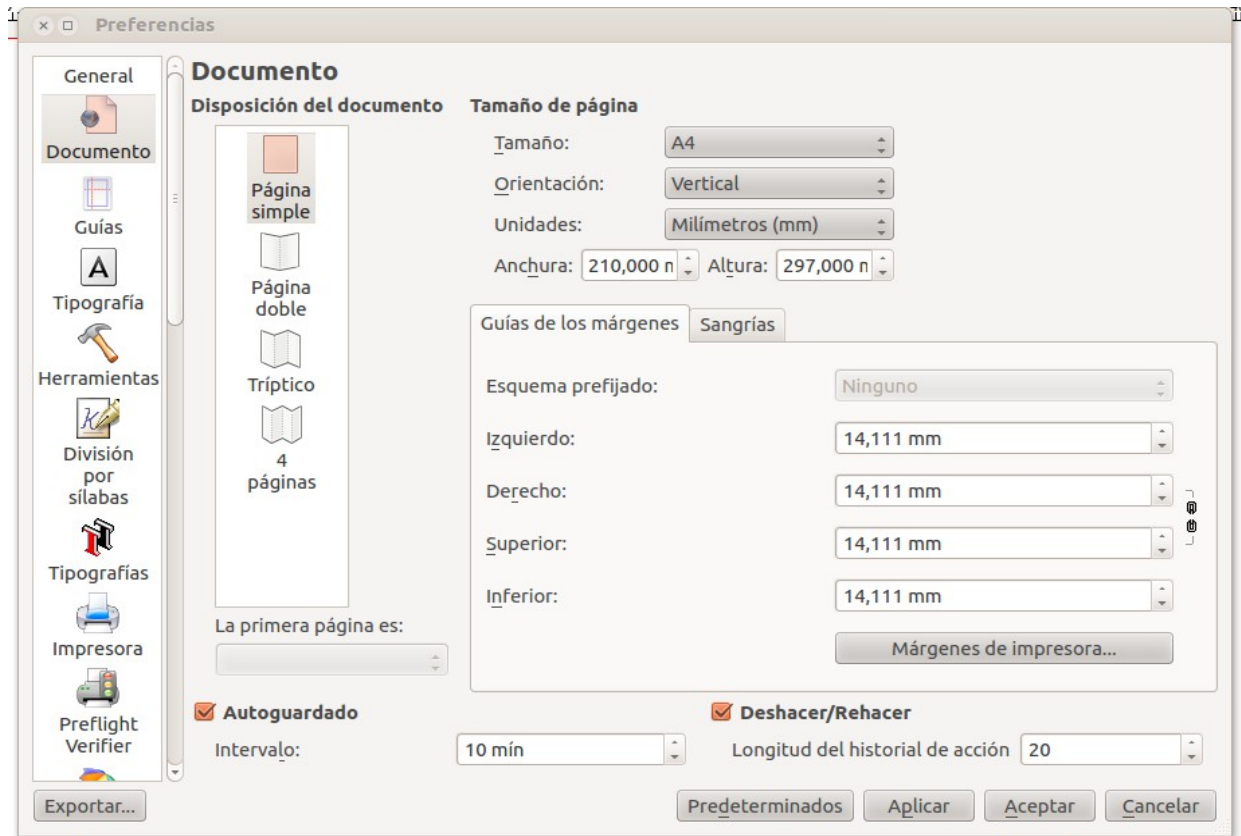 Preferencias
General
Documento
Guías
Tipografía
Herramientas
División
por
sílabas
Tipografías
Impresora
Preflight
Verifier
Exportar...
Documento
Disposición del documento
Página
simple
Página
doble
Tríptico
4
páginas
La primera página es:
Tamaño de página
Tamaño: A4
Orientación: Vertical
Unidades: Milímetros (mm)
Anchura: 210,000 Altura: 297,000
Guías de los márgenes Sangrías
Esquema prefijado: Ninguno
Izquierdo: 14,111 mm
Derecho: 14,111 mm
Superior: 14,111 mm
Inferior: 14,111 mm
Márgenes de impresora...
Autoguardado
Intervalo: 10 mín
Deshacer/Rehacer
Longitud del historial de acción 20
Predeterminados Aplicar Aceptar Cancelar